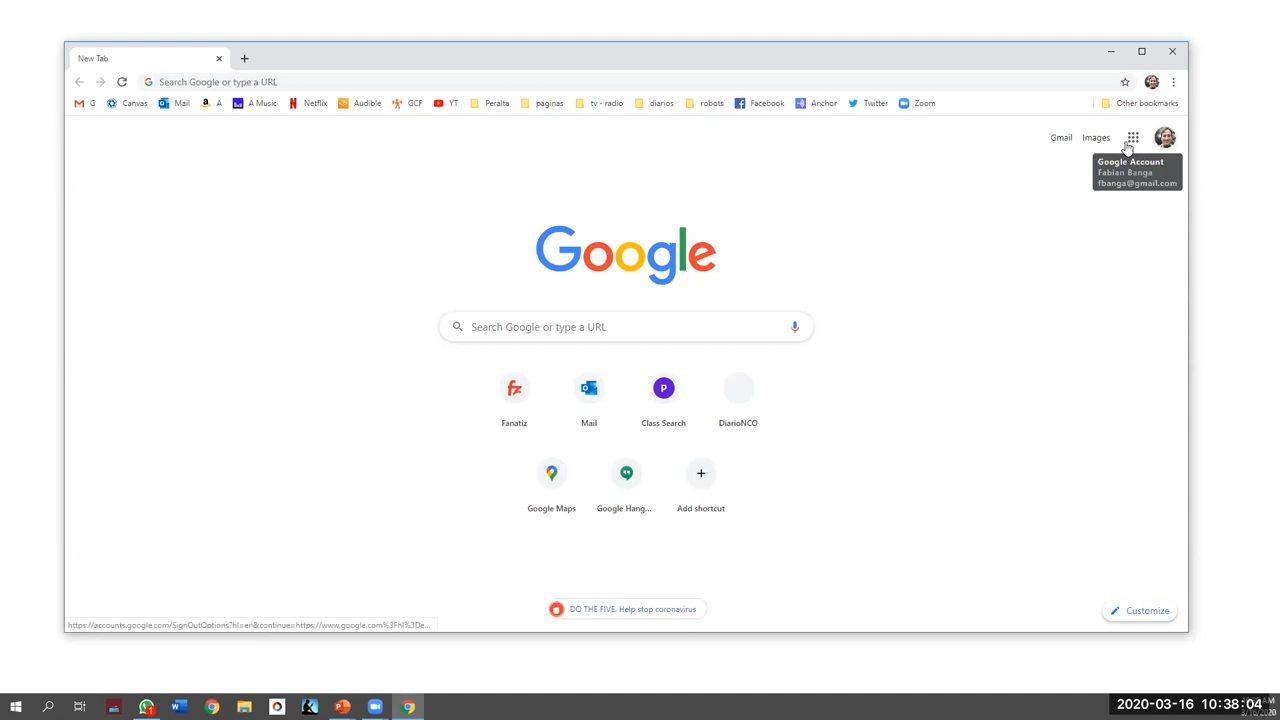 New Tab
Search Google or type a URL
G Canvas Mail A A Music Netflix Audible GCF YT Peralta paginas tv - radio diarios robots Facebook Anchor Twitter Zoom Other bookmarks
Gmail Images
Google Account
Fabian Banga
fbanga@gmail.com
Google
Search Google or type a URL
Fanatiz Mail Class Search DiarioNCO
Google Maps Google Hang... Add shortcut
DO THE FIVE. Help stop coronavirus
Customize
https://accounts.google.com/SignOutOptions?hl=en&continue=https://www.google.com%3Fhl%3De...
2020-03-16 10:38:04